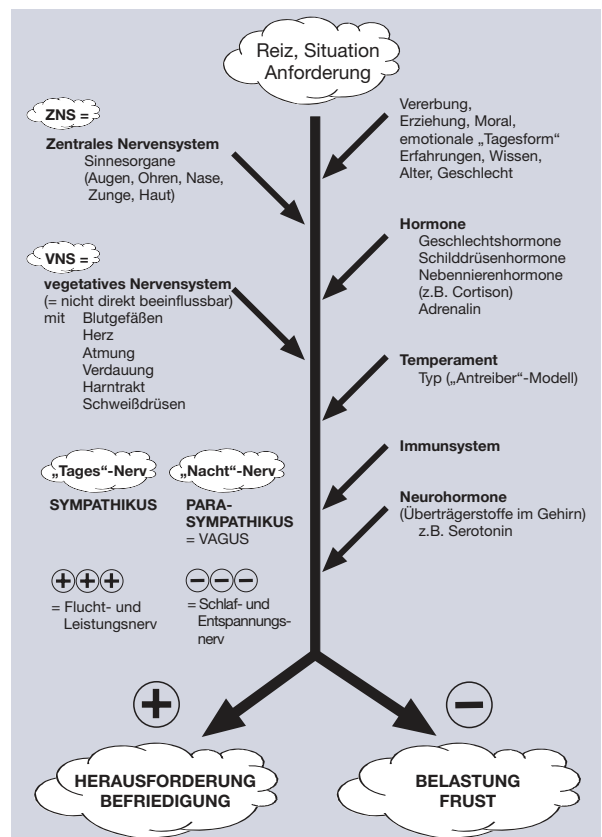 Reiz, Situation
Anforderung
ZNS =
Zentrales Nervensystem
Sinnesorgane
(Augen, Ohren, Nase,
Zunge, Haut)
VNS =
vegetatives Nervensystem
(= nicht direkt beeinflussbar)
mit Blutgefäßen
Herz
Atmung
Verdauung
Harntrakt
Schweißdrüsen
„Tages“-Nerv
SYMPATHIKUS
+ + +
= Flucht- und
Leistungsnerv
„Nacht“-Nerv
PARA-
SYMPATHIKUS
= VAGUS
− − −
= Schlaf- und
Entspannungs-
nerv
Vererbung,
Erziehung, Moral,
emotionale „Tagesform“
Erfahrungen, Wissen,
Alter, Geschlecht
Hormone
Geschlechtshormone
Schilddrüsenhormone
Nebennierenhormone
(z.B. Cortison)
Adrenalin
Temperament
Typ („Antreiber“-Modell)
Immunsystem
Neurohormone
(Überträgerstoffe im Gehirn)
z.B. Serotonin
+
HERAUSFORDERUNG
BEFRIEDIGUNG
−
BELASTUNG
FRUST